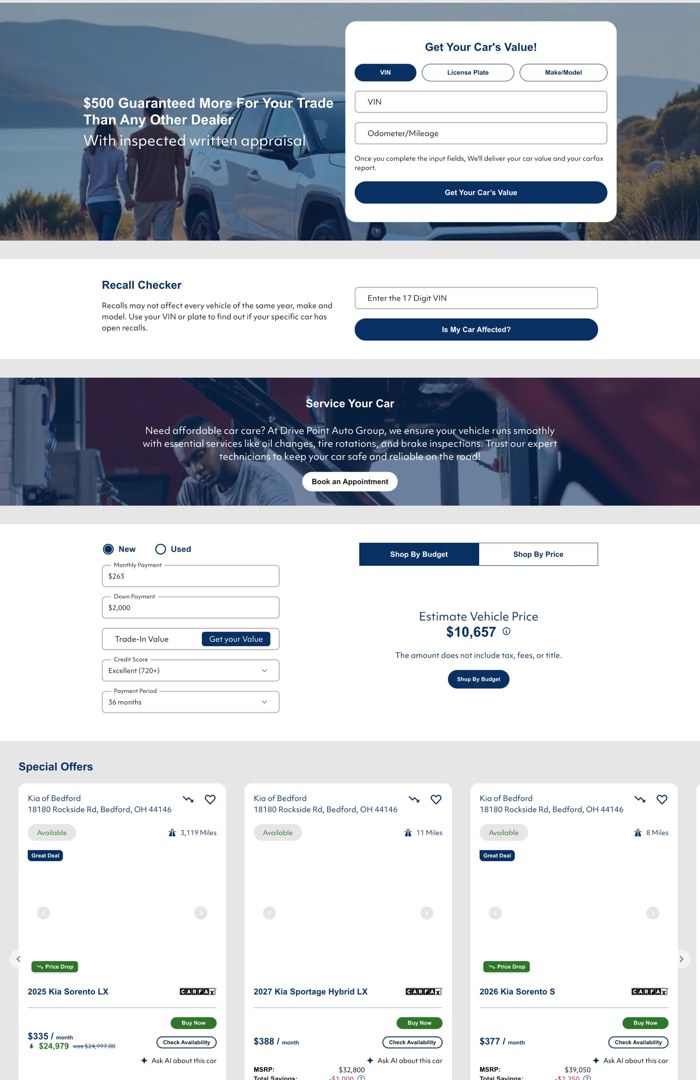 $500 Guaranteed More For Your Trade
Than Any Other Dealer
With inspected written appraisal
Get Your Car's Value!
VIN
License Plate
Make/Model
VIN
Odometer/Mileage
Once you complete the input fields, We'll deliver your car value and your carfax
report.
Get Your Car's Value
Recall Checker
Recalls may not affect every vehicle of the same year, make and
model. Use your VIN or plate to find out if your specific car has
open recalls.
Enter the 17 Digit VIN
Is My Car Affected?
Service Your Car
Need affordable car care? At Drive Point Auto Group, we ensure your vehicle runs smoothly
with essential services like oil changes, tire rotations, and brake inspections. Trust our expert
technicians to keep your car safe and reliable on the road!
Book an Appointment
New
Used
Monthly Payment
$263
Down Payment
$2,000
Trade-In Value
Get your Value
Credit Score
Excellent (720+)
Payment Period
36 months
Shop By Budget
Shop By Price
Estimate Vehicle Price
$10,657
The amount does not include tax, fees, or title.
Shop By Budget
Special Offers
Kia of Bedford
18180 Rockside Rd, Bedford, OH 44146
Available
3,119 Miles
Great Deal
Price Drop
2025 Kia Sorento LX
CARFAX
Buy Now
$335 / month
$24,979 was $24,997.00
Check Availability
Ask AI about this car
Kia of Bedford
18180 Rockside Rd, Bedford, OH 44146
Available
11 Miles
2027 Kia Sportage Hybrid LX
CARFAX
Buy Now
$388 / month
Check Availability
Ask AI about this car
MSRP: $32,800
Total Savings: -$1,000
Kia of Bedford
18180 Rockside Rd, Bedford, OH 44146
Available
8 Miles
Great Deal
Price Drop
2026 Kia Sorento S
CARFAX
Buy Now
$377 / month
Check Availability
Ask AI about this car
MSRP: $39,050
Total Savings: -$2,750